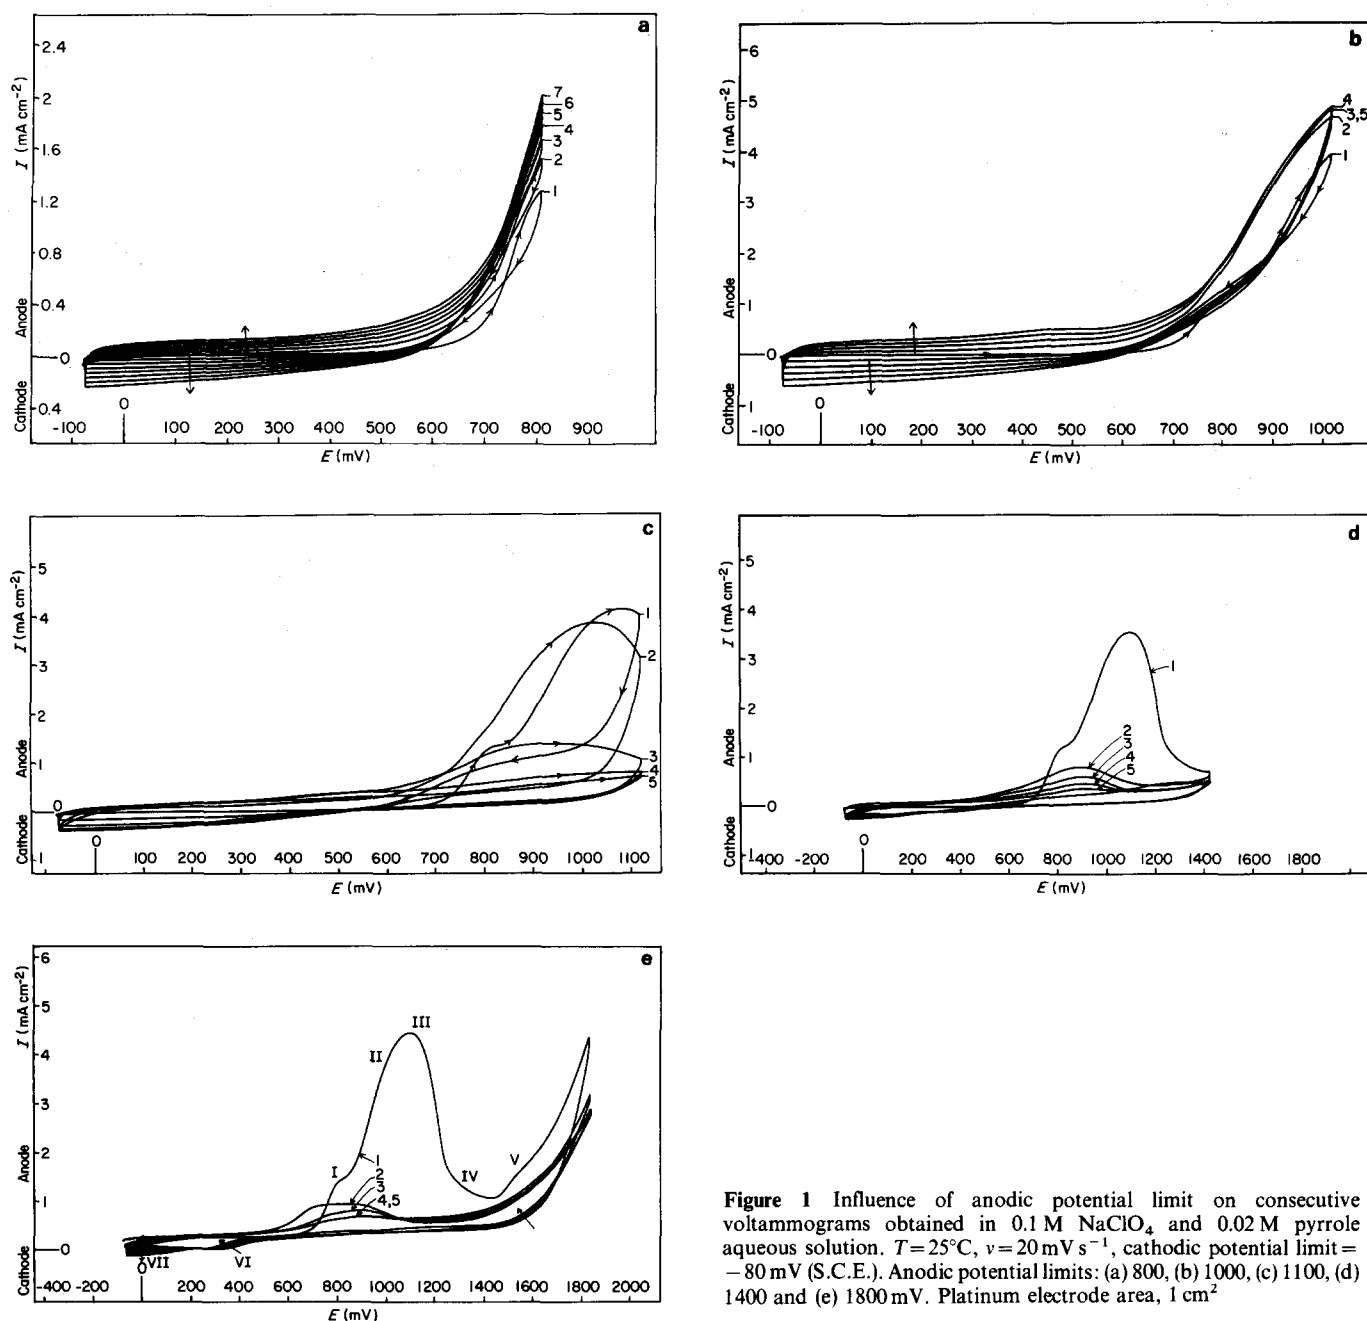 a
I (mA cm⁻²)
2.4
2
1.6
1.2
0.8
0.4
0
0.4
Anode
Cathode
7
6
5
4
3
2
1
0
-100 100 200 300 400 500 600 700 800 900
E (mV)
b
I (mA cm⁻²)
6
5
4
3
2
1
0
1
Anode
Cathode
4
3,5
2
1
0
-100 100 200 300 400 500 600 700 800 900 1000
E (mV)
c
I (mA cm⁻²)
5
4
3
2
1
0
1
Anode
Cathode
1
2
3
4
5
0
100 200 300 400 500 600 700 800 900 1000 1100
E (mV)
d
I (mA cm⁻²)
5
4
3
2
1
0
1
Anode
Cathode
1
2
3
4
5
0
-400 -200 200 400 600 800 1000 1200 1400 1600 1800
E (mV)
e
I (mA cm⁻²)
6
5
4
3
2
1
0
1
Anode
Cathode
I
II
III
IV
V
VI
VII
1
2
3
4,5
0
-400 -200 200 400 600 800 1000 1200 1400 1600 1800 2000
E (mV)
Figure 1 Influence of anodic potential limit on consecutive
voltammograms obtained in 0.1 M NaClO₄ and 0.02 M pyrrole
aqueous solution. T = 25°C, v = 20 mV s⁻¹, cathodic potential limit =
−80 mV (S.C.E.). Anodic potential limits: (a) 800, (b) 1000, (c) 1100, (d)
1400 and (e) 1800 mV. Platinum electrode area, 1 cm²